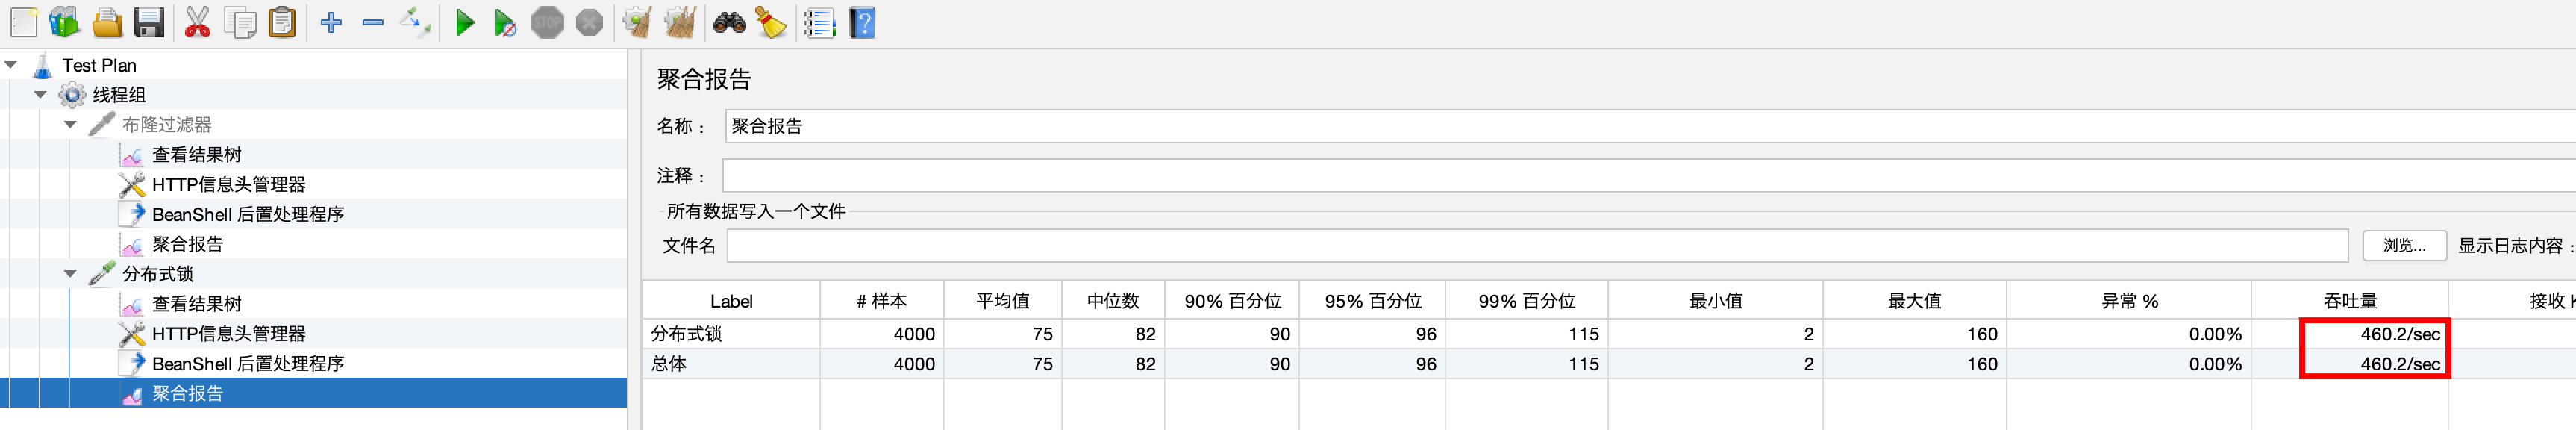 STOP
Test Plan
线程组
布隆过滤器
查看结果树
HTTP信息头管理器
BeanShell 后置处理程序
聚合报告
分布式锁
查看结果树
HTTP信息头管理器
BeanShell 后置处理程序
聚合报告
聚合报告
名称： 聚合报告
注释：
所有数据写入一个文件
文件名 浏览... 显示日志内容：
Label # 样本 平均值 中位数 90% 百分位 95% 百分位 99% 百分位 最小值 最大值 异常 % 吞吐量 接收 K
分布式锁 4000 75 82 90 96 115 2 160 0.00% 460.2/sec
总体 4000 75 82 90 96 115 2 160 0.00% 460.2/sec